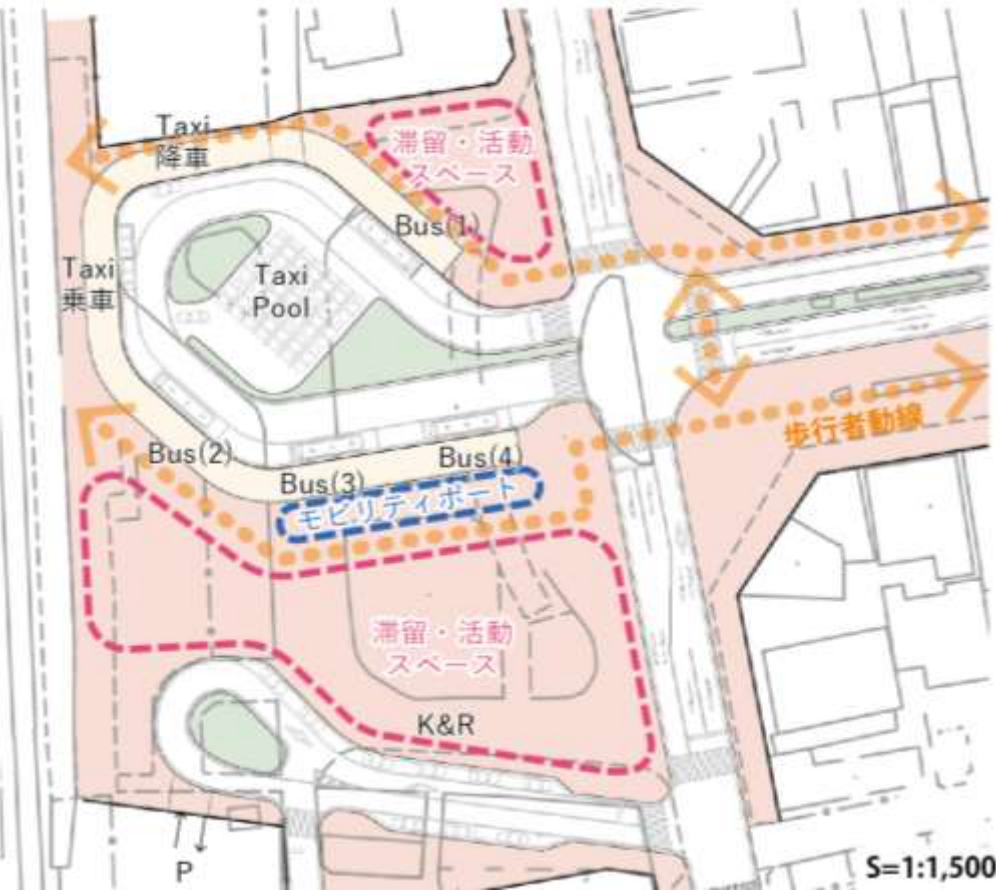 Taxi
降車
滞留・活動
スペース
Bus(1)
Taxi
乗車
Taxi
Pool
歩行者動線
Bus(2)
Bus(4)
Bus(3)
モビリティポート
滞留・活動
スペース
K&R
P
S=1:1,500